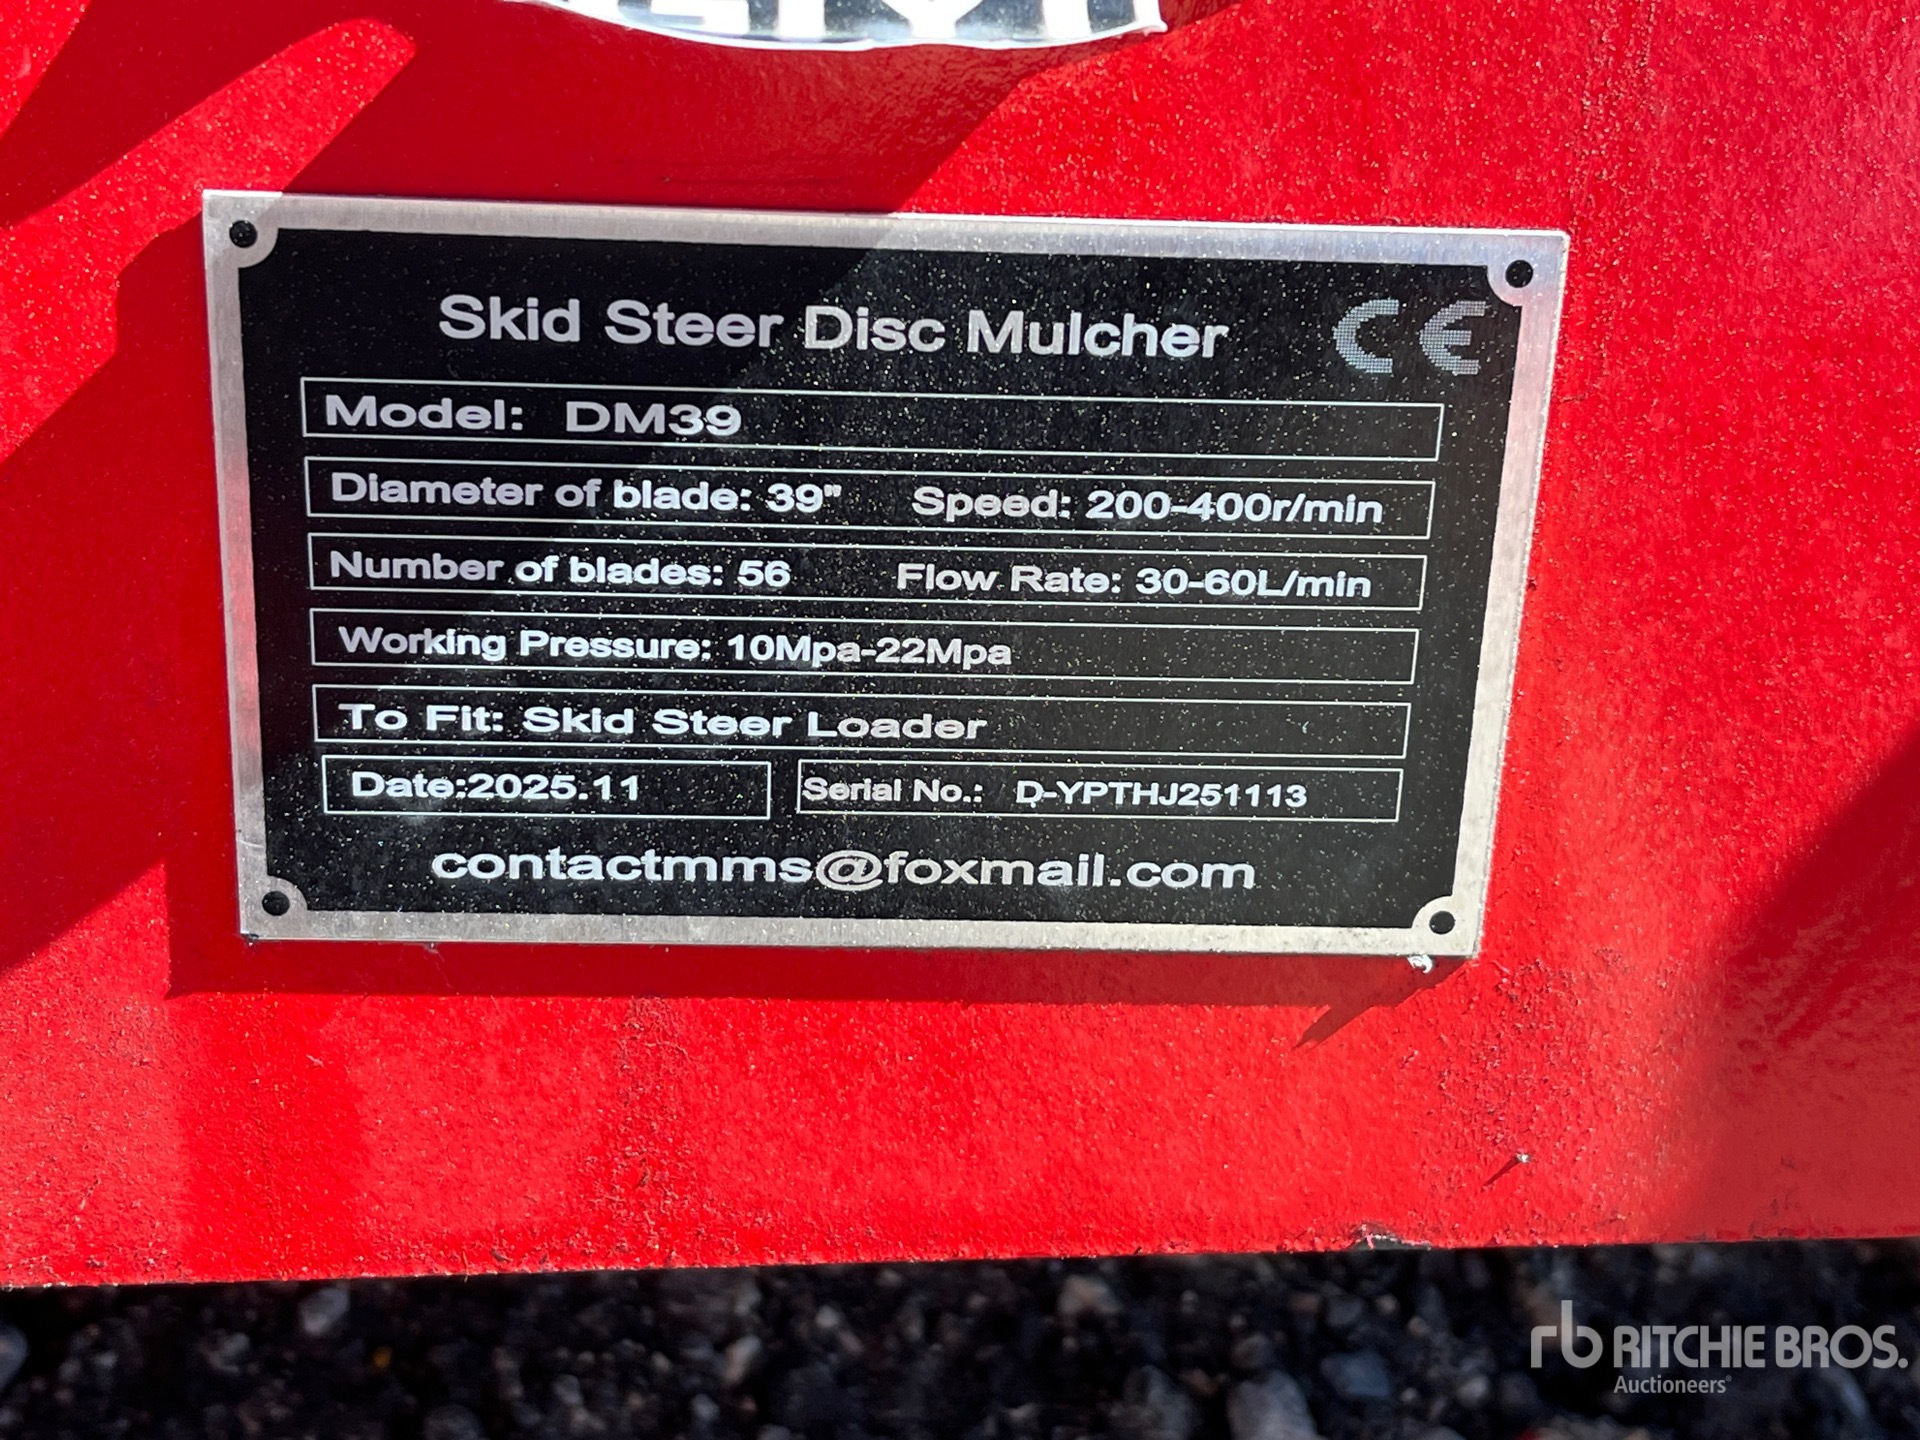 Skid Steer Disc Mulcher CE
Model: DM39
Diameter of blade: 39" Speed: 200-400r/min
Number of blades: 56 Flow Rate: 30-60L/min
Working Pressure: 10Mpa-22Mpa
To Fit: Skid Steer Loader
Date:2025.11 Serial No.: D-YPTHJ251113
contactmms@foxmail.com
rb RITCHIE BROS.
Auctioneers